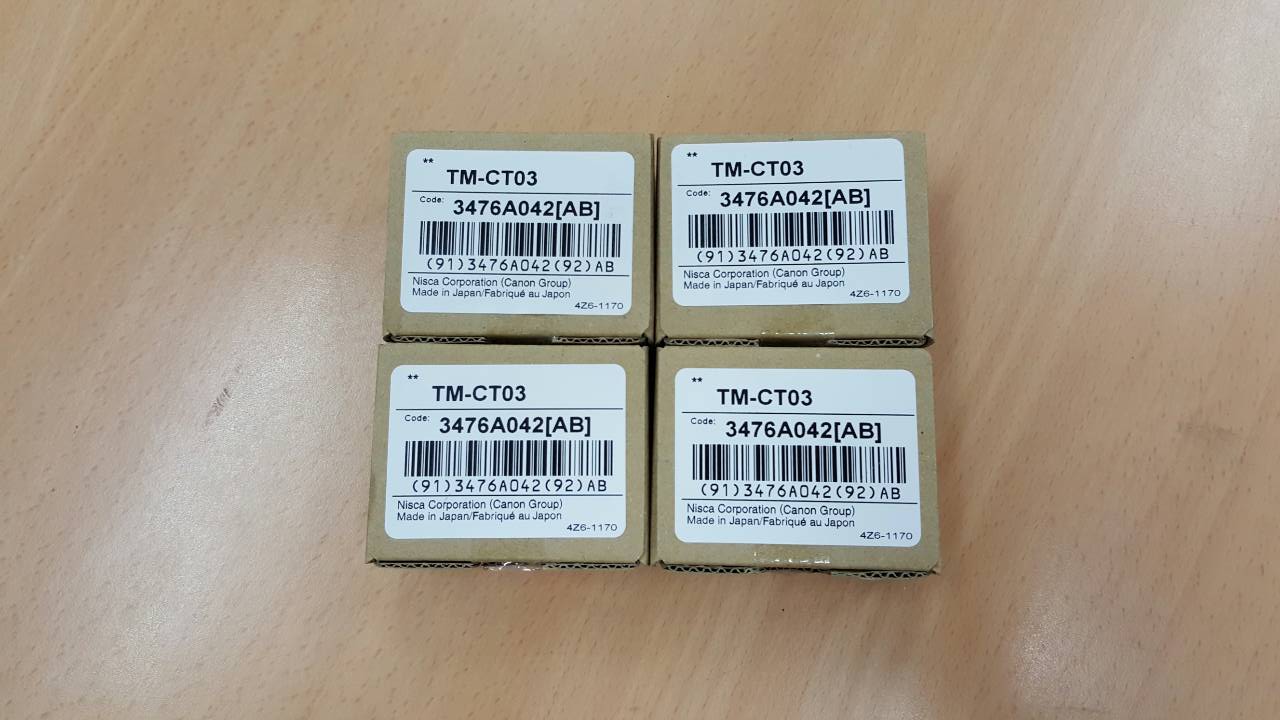 **
TM-CT03
Code: 3476A042[AB]
(91)3476A042(92)AB
Nisca Corporation (Canon Group)
Made in Japan/Fabriqué au Japon
4Z6-1170
**
TM-CT03
Code: 3476A042[AB]
(91)3476A042(92)AB
Nisca Corporation (Canon Group)
Made in Japan/Fabriqué au Japon
4Z6-1170
**
TM-CT03
Code: 3476A042[AB]
(91)3476A042(92)AB
Nisca Corporation (Canon Group)
Made in Japan/Fabriqué au Japon
4Z6-1170
**
TM-CT03
Code: 3476A042[AB]
(91)3476A042(92)AB
Nisca Corporation (Canon Group)
Made in Japan/Fabriqué au Japon
4Z6-1170